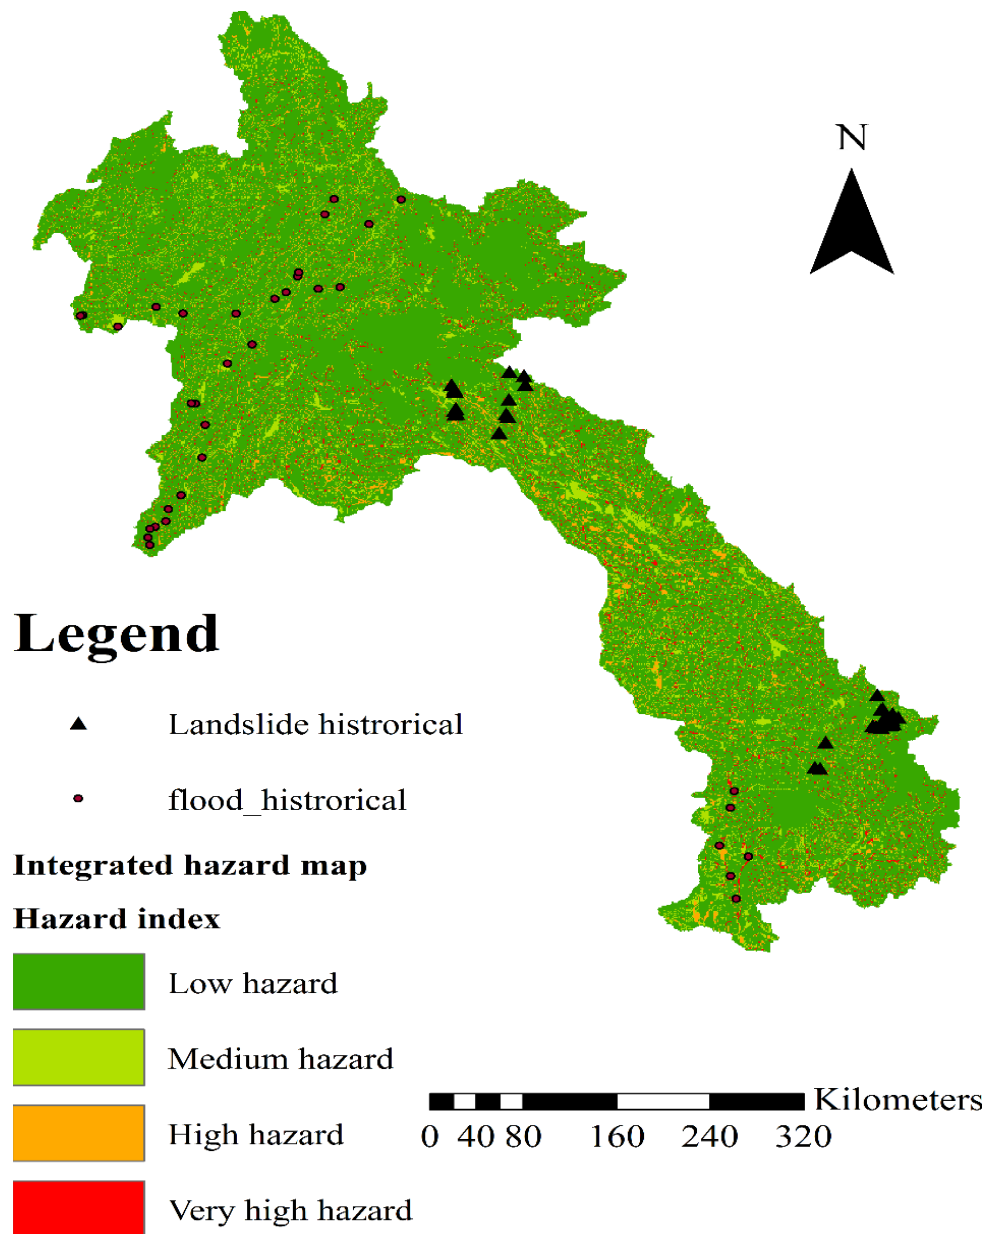 N
Legend
Landslide histrorical
flood_histrorical
Integrated hazard map
Hazard index
Low hazard
Medium hazard
High hazard
Very high hazard
Kilometers
0 40 80 160 240 320